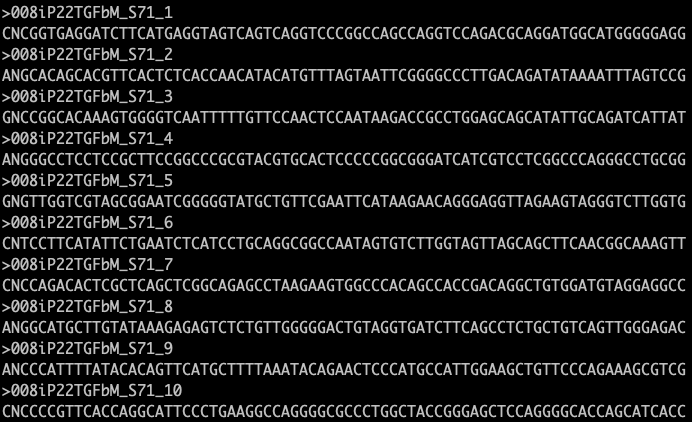 >008iP22TGFbM_S71_1
CNCGGTGAGGATCTTCATGAGGTAGTCAGTCAGGTCCCGGCCAGCCAGGTCCAGACGCAGGATGGCATGGGGGAGG
>008iP22TGFbM_S71_2
ANGCACAGCACGTTCACTCTCACCAACATACATGTTTAGTAATTCGGGGCCCTTGACAGATATAAAATTTAGTCCG
>008iP22TGFbM_S71_3
GNCCGGCACAAAGTGGGGTCAATTTTTGTTCCAACTCCAATAAGACCGCCTGGAGCAGCATATTGCAGATCATTAT
>008iP22TGFbM_S71_4
ANGGGCCTCCTCCGCTTCCGGCCCGCGTACGTGCACTCCCCCGGCGGGATCATCGTCCTCGGCCCAGGGCCTGCGG
>008iP22TGFbM_S71_5
GNGTTGGTCGTAGCGGAATCGGGGGTATGCTGTTCGAATTCATAAGAACAGGGAGGTTAGAAGTAGGGTCTTGGTG
>008iP22TGFbM_S71_6
CNTCCTTCATATTCTGAATCTCATCCTGCAGGCGGCCAATAGTGTCTTGGTAGTTAGCAGCTTCAACGGCAAAGTT
>008iP22TGFbM_S71_7
CNCCAGACACTCGCTCAGCTCGGCAGAGCCTAAGAAGTGGCCCACAGCCACCGACAGGCTGTGGATGTAGGAGGCC
>008iP22TGFbM_S71_8
ANGGCATGCTTGTATAAAGAGAGTCTCTGTTGGGGGACTGTAGGTGATCTTCAGCCTCTGCTGTCAGTTGGGAGAC
>008iP22TGFbM_S71_9
ANCCCATTTTATACACAGTTCATGCTTTTAAATACAGAACTCCCATGCCATTGGAAGCTGTTCCCAGAAAGCGTCG
>008iP22TGFbM_S71_10
CNCCCCGTTCACCAGGCATTCCCTGAAGGCCAGGGGCGCCCTGGCTACCGGGAGCTCCAGGGGCACCAGCATCACC